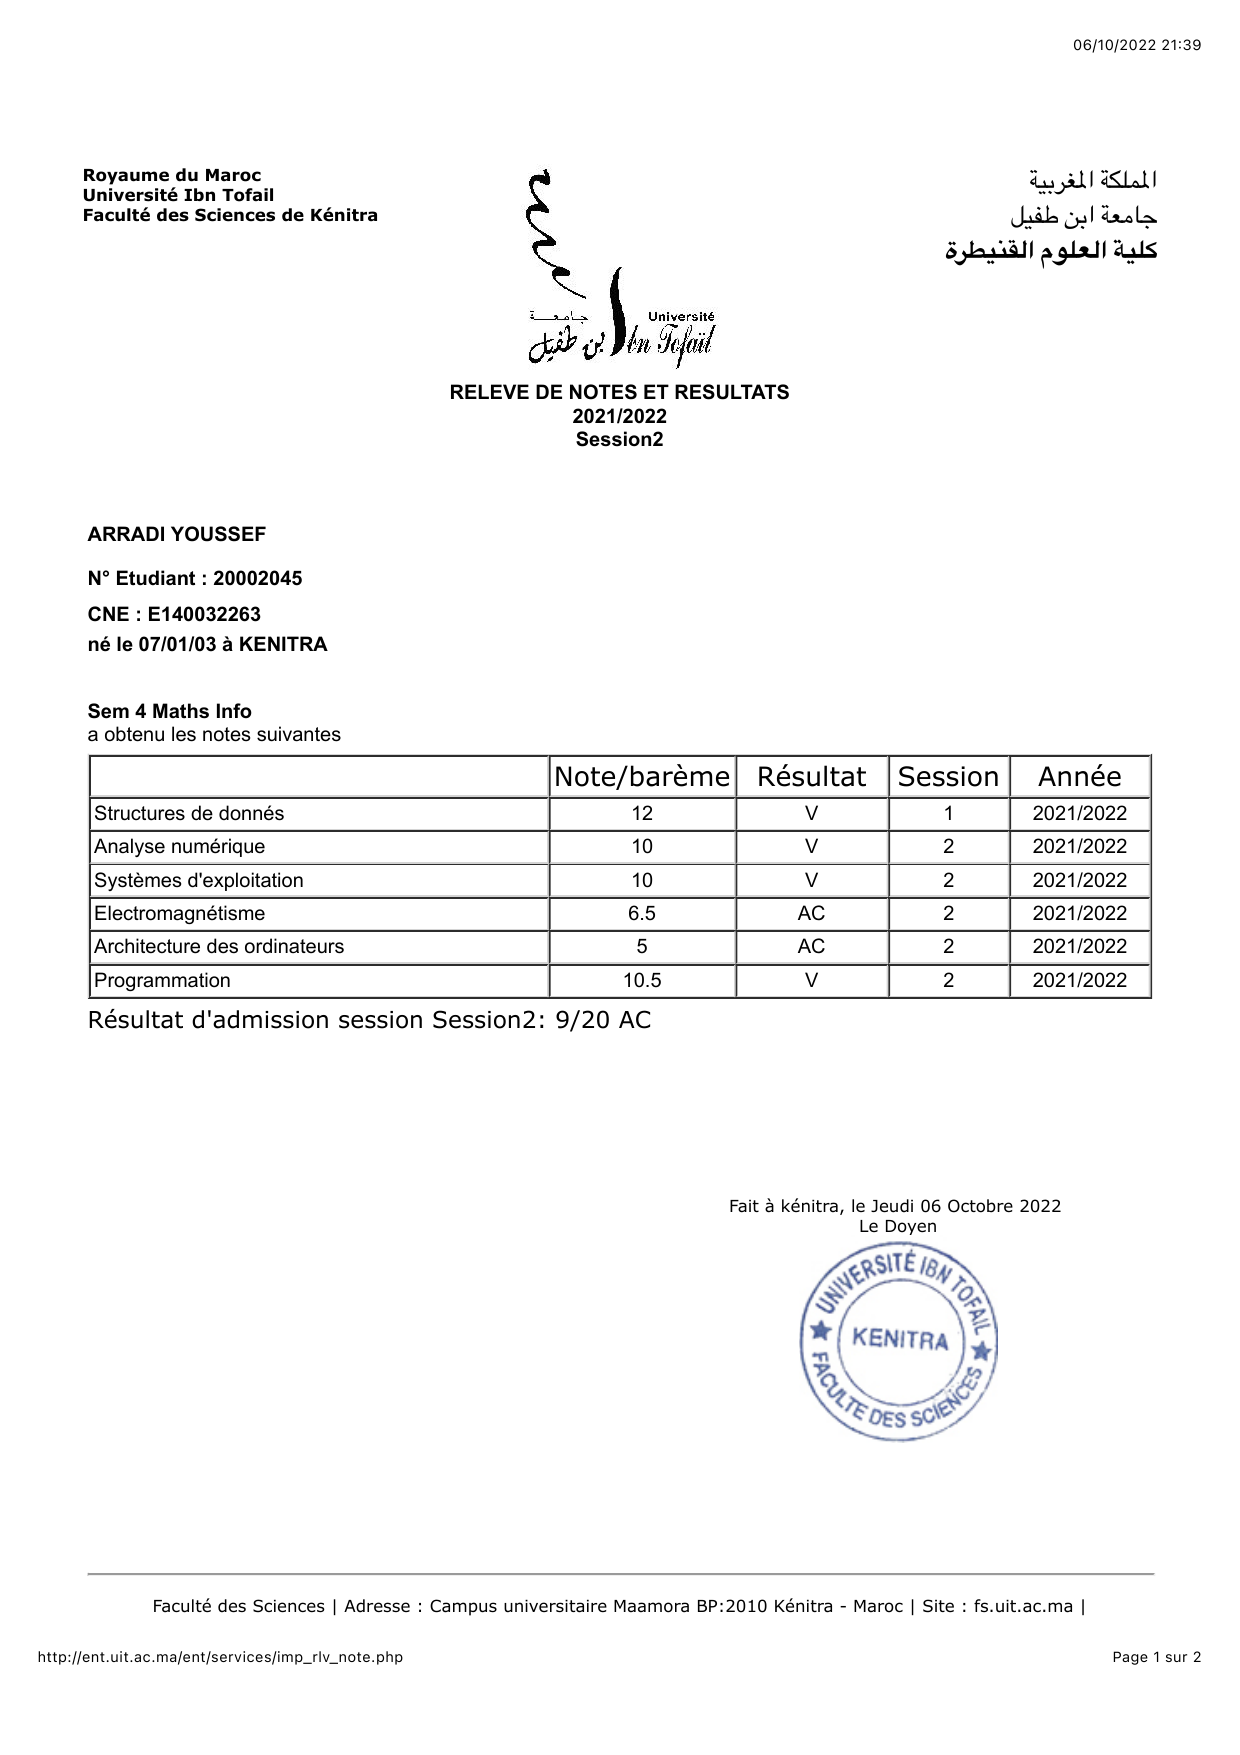 06/10/2022 21:39
Royaume du Maroc
Université Ibn Tofail
Faculté des Sciences de Kénitra
المملكة المغربية
جامعة ابن طفيل
كلية العلوم القنيطرة
جامعة
بن طفيل
Université
Ibn Tofaïl
RELEVE DE NOTES ET RESULTATS
2021/2022
Session2
ARRADI YOUSSEF
N° Etudiant : 20002045
CNE : E140032263
né le 07/01/03 à KENITRA
Sem 4 Maths Info
a obtenu les notes suivantes
Note/barème Résultat Session Année
Structures de donnés 12 V 1 2021/2022
Analyse numérique 10 V 2 2021/2022
Systèmes d'exploitation 10 V 2 2021/2022
Electromagnétisme 6.5 AC 2 2021/2022
Architecture des ordinateurs 5 AC 2 2021/2022
Programmation 10.5 V 2 2021/2022
Résultat d'admission session Session2: 9/20 AC
Fait à kénitra, le Jeudi 06 Octobre 2022
Le Doyen
UNIVERSITÉ IBN TOFAIL
KENITRA
FACULTE DES SCIENCES
Faculté des Sciences | Adresse : Campus universitaire Maamora BP:2010 Kénitra - Maroc | Site : fs.uit.ac.ma |
http://ent.uit.ac.ma/ent/services/imp_rlv_note.php
Page 1 sur 2